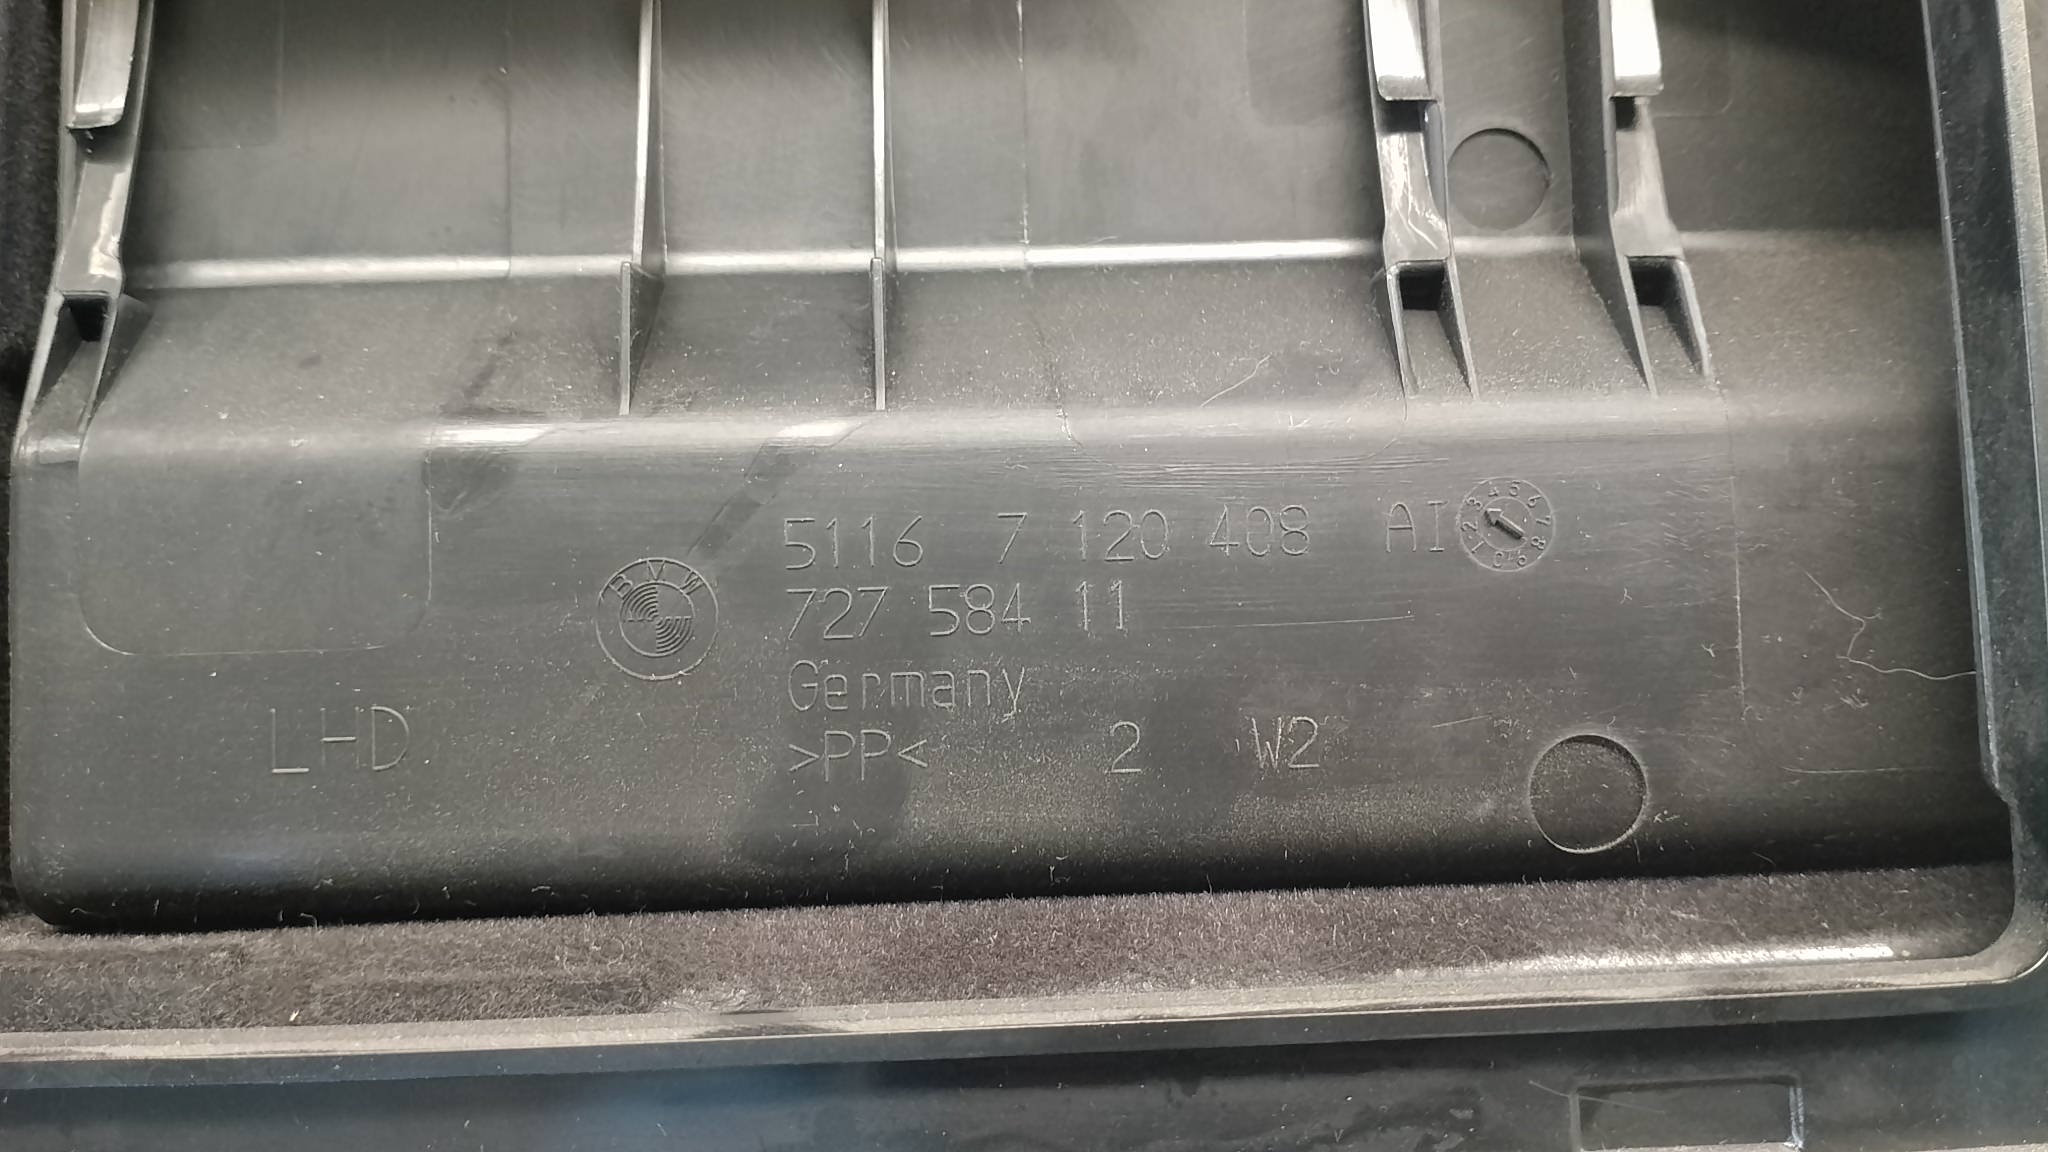 5116 7 120 408 AI
727 584 11
BMW
Germany
LHD
>PP< 2 W2